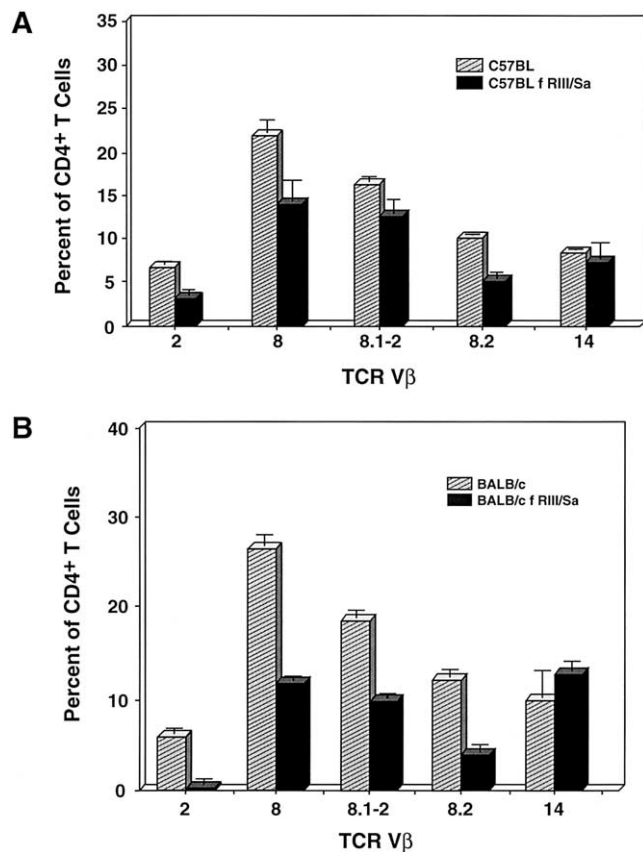 A
35
30
25
20
15
10
5
0
Percent of CD4+ T Cells
C57BL
C57BL f RIII/Sa
2 8 8.1-2 8.2 14
TCR Vβ
B
40
30
20
10
0
Percent of CD4+ T Cells
BALB/c
BALB/c f RIII/Sa
2 8 8.1-2 8.2 14
TCR Vβ